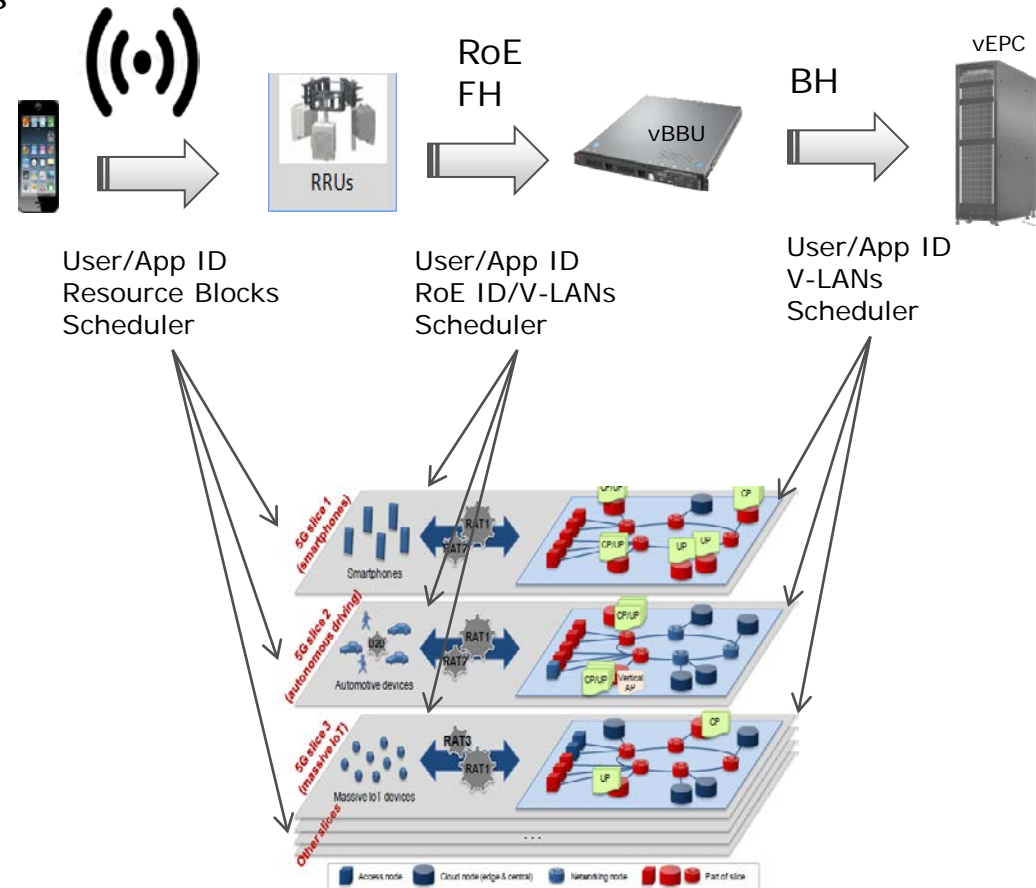 s
RoE
FH
BH
vEPC
vBBU
RRUs
User/App ID
Resource Blocks
Scheduler
User/App ID
RoE ID/V-LANs
Scheduler
User/App ID
V-LANs
Scheduler
5G slice 1
(smartphones)
Smartphones
RAT1
RAT2
CP/UP
CP
CP/UP
UP
UP
5G slice 2
(autonomous driving)
D2D
Automotive devices
RAT1
RAT2
CP/UP
CP/UP
Vertical
AP
5G slice 3
(massive IoT)
Massive IoT devices
RAT3
RAT1
CP
UP
Other slices
...
Access node
Cloud node (edge & central)
Networking node
Part of slice